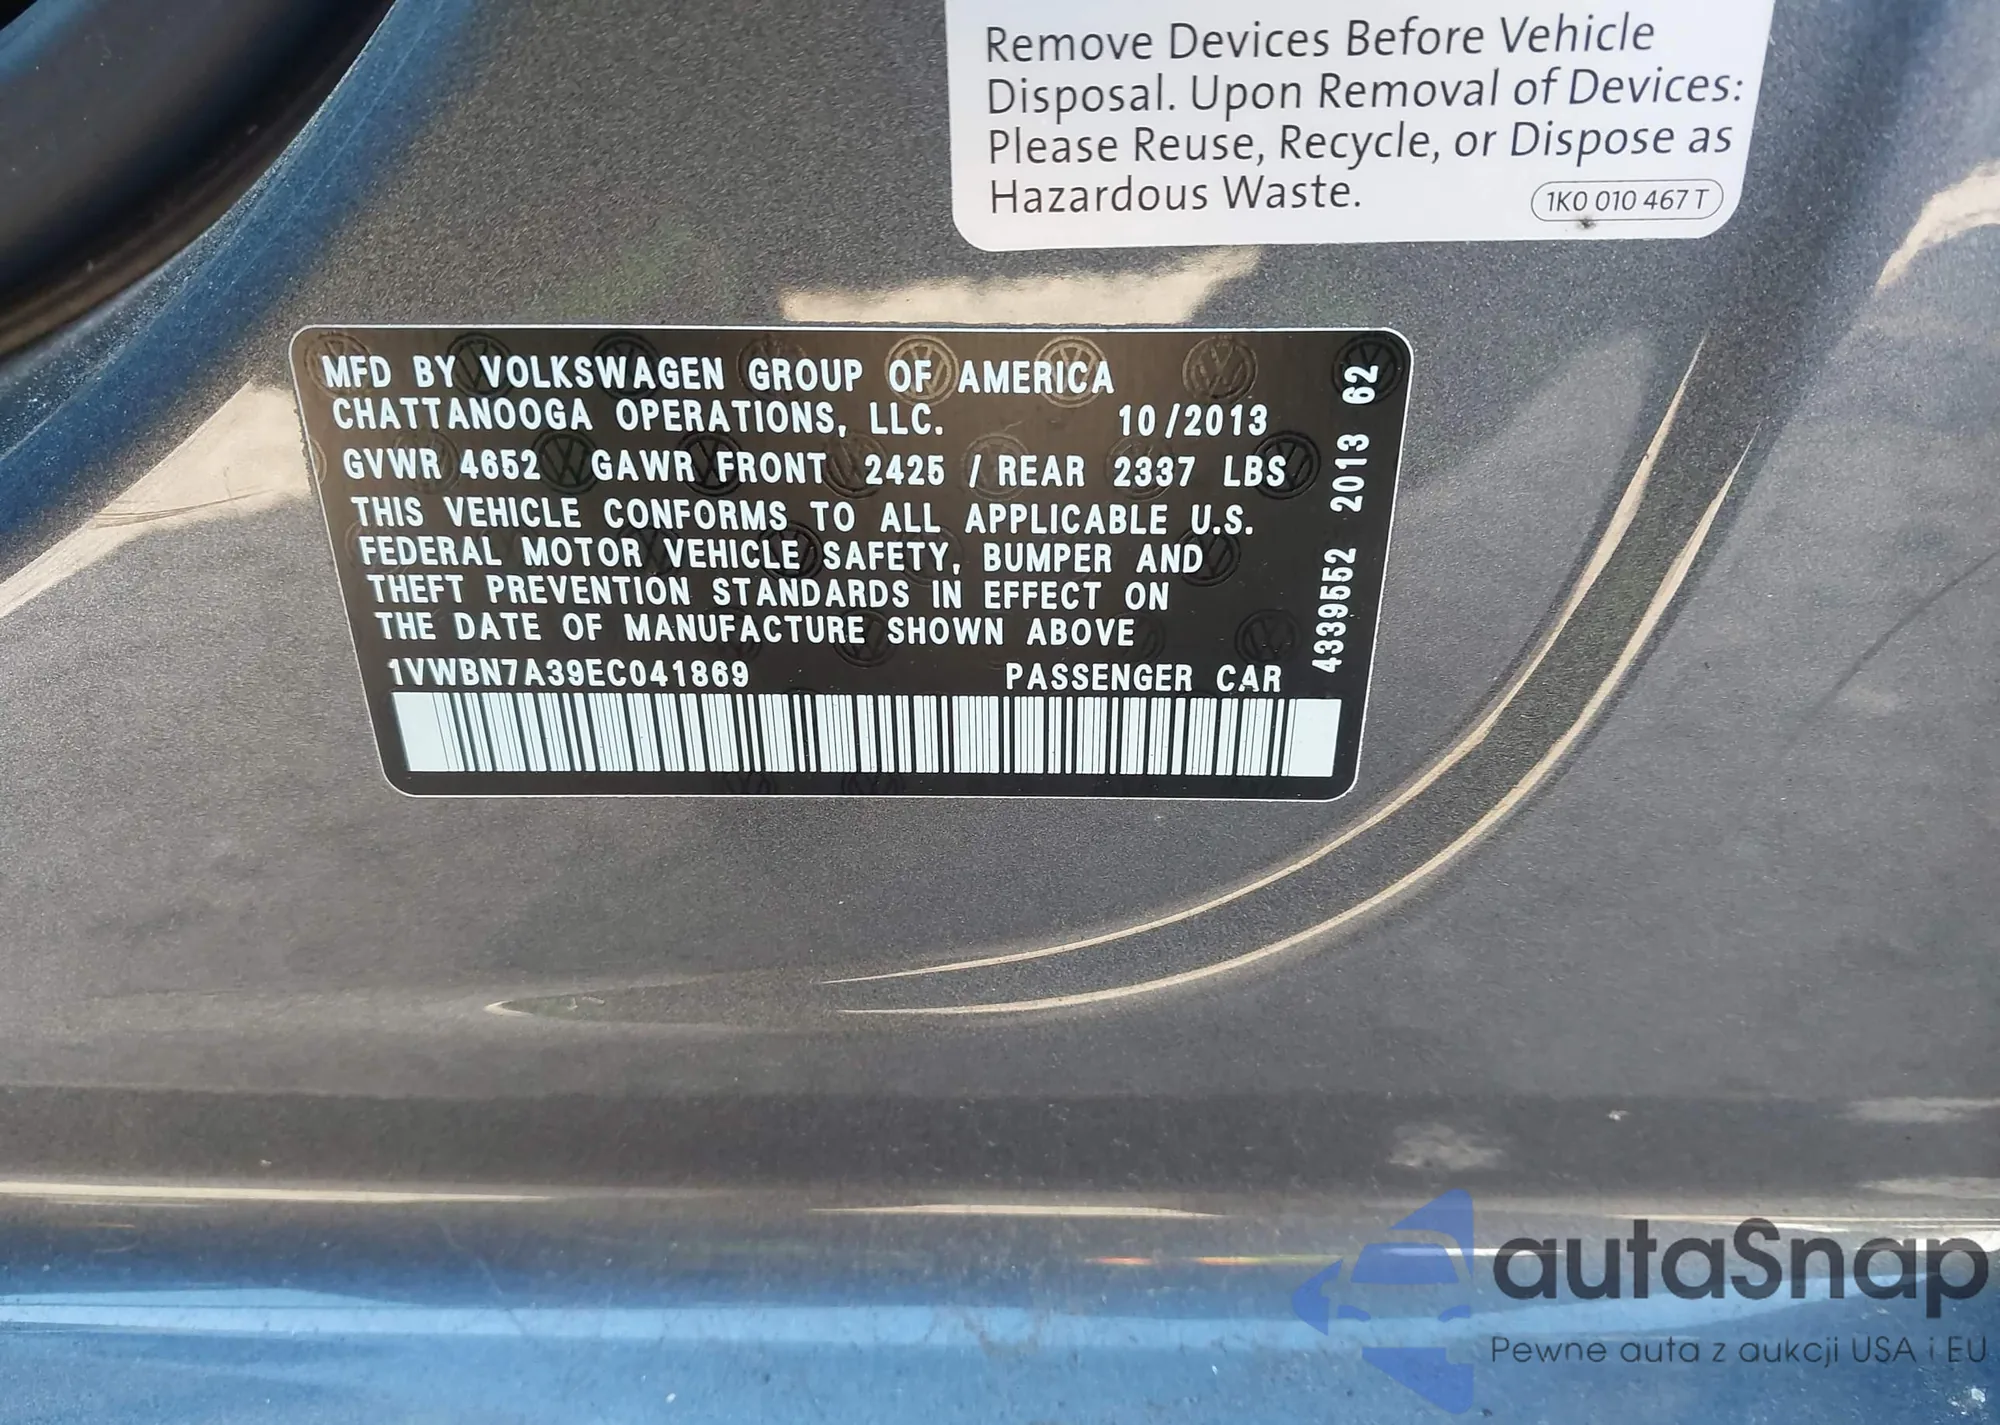 Remove Devices Before Vehicle
Disposal. Upon Removal of Devices:
Please Reuse, Recycle, or Dispose as
Hazardous Waste.
1K0 010 467 T
MFD BY VOLKSWAGEN GROUP OF AMERICA
CHATTANOOGA OPERATIONS, LLC. 10/2013
GVWR 4652 GAWR FRONT 2425 / REAR 2337 LBS
THIS VEHICLE CONFORMS TO ALL APPLICABLE U.S.
FEDERAL MOTOR VEHICLE SAFETY, BUMPER AND
THEFT PREVENTION STANDARDS IN EFFECT ON
THE DATE OF MANUFACTURE SHOWN ABOVE
1VWBN7A39EC041869 PASSENGER CAR
4339552 2013 62
autaSnap
Pewne auta z aukcji USA i EU